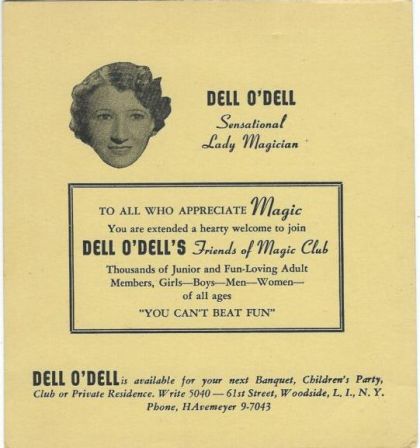 DELL O'DELL
Sensational
Lady Magician
TO ALL WHO APPRECIATE Magic
You are extended a hearty welcome to join
DELL O'DELL'S Friends of Magic Club
Thousands of Junior and Fun-Loving Adult
Members, Girls—Boys—Men—Women—
of all ages
"YOU CAN'T BEAT FUN"
DELL O'DELL is available for your next Banquet, Children's Party,
Club or Private Residence. Write 5040 — 61st Street, Woodside, L. I., N. Y.
Phone, HAvemeyer 9-7043